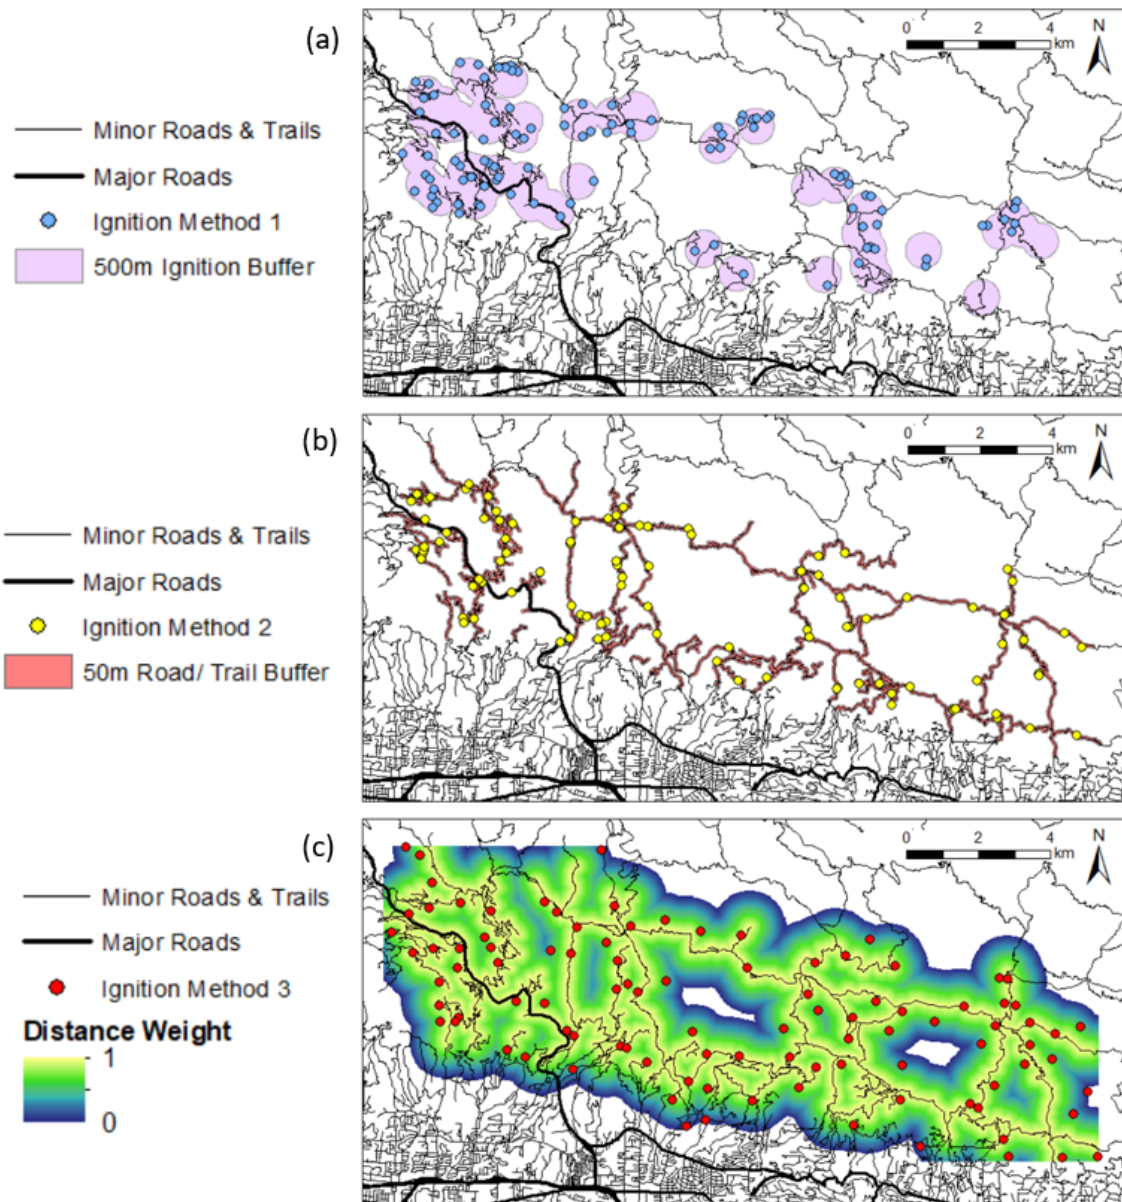 (a)
0 2 4
km
N
Minor Roads & Trails
Major Roads
Ignition Method 1
500m Ignition Buffer
(b)
0 2 4
km
N
Minor Roads & Trails
Major Roads
Ignition Method 2
50m Road/ Trail Buffer
(c)
0 2 4
km
N
Minor Roads & Trails
Major Roads
Ignition Method 3
Distance Weight
1
0